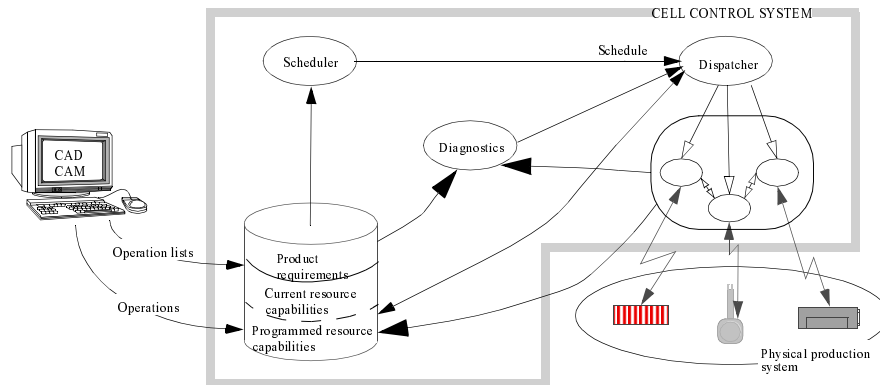 CELL CONTROL SYSTEM
Scheduler
Schedule
Dispatcher
Diagnostics
CAD
CAM
Operation lists
Operations
Product
requirements
Current resource
capabilities
Programmed resource
capabilities
Physical production
system